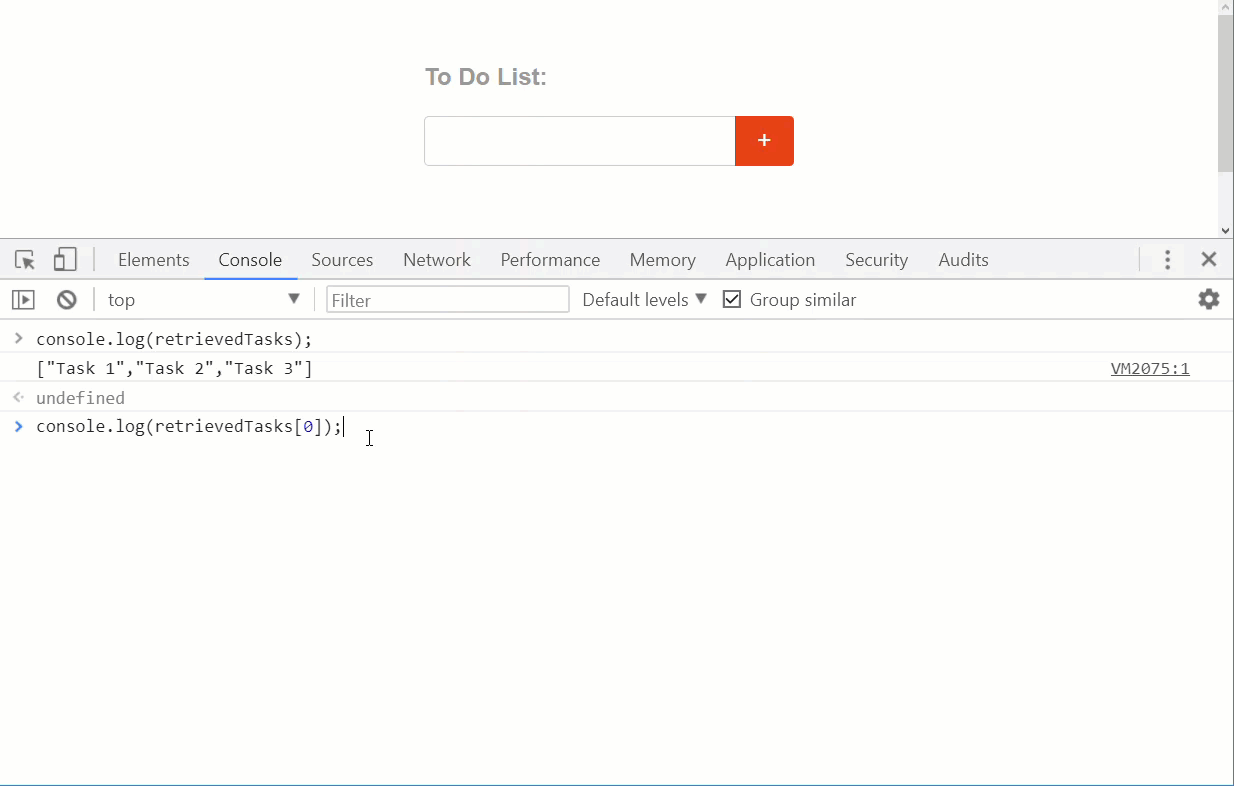 To Do List:
+
Elements Console Sources Network Performance Memory Application Security Audits
top Filter Default levels Group similar
console.log(retrievedTasks);
["Task 1","Task 2","Task 3"] VM2075:1
undefined
console.log(retrievedTasks[0]);